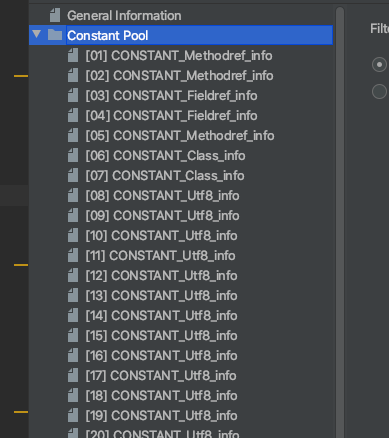 General Information
Constant Pool
[01] CONSTANT_Methodref_info
[02] CONSTANT_Methodref_info
[03] CONSTANT_Fieldref_info
[04] CONSTANT_Fieldref_info
[05] CONSTANT_Methodref_info
[06] CONSTANT_Class_info
[07] CONSTANT_Class_info
[08] CONSTANT_Utf8_info
[09] CONSTANT_Utf8_info
[10] CONSTANT_Utf8_info
[11] CONSTANT_Utf8_info
[12] CONSTANT_Utf8_info
[13] CONSTANT_Utf8_info
[14] CONSTANT_Utf8_info
[15] CONSTANT_Utf8_info
[16] CONSTANT_Utf8_info
[17] CONSTANT_Utf8_info
[18] CONSTANT_Utf8_info
[19] CONSTANT_Utf8_info
[20] CONSTANT_Utf8_info